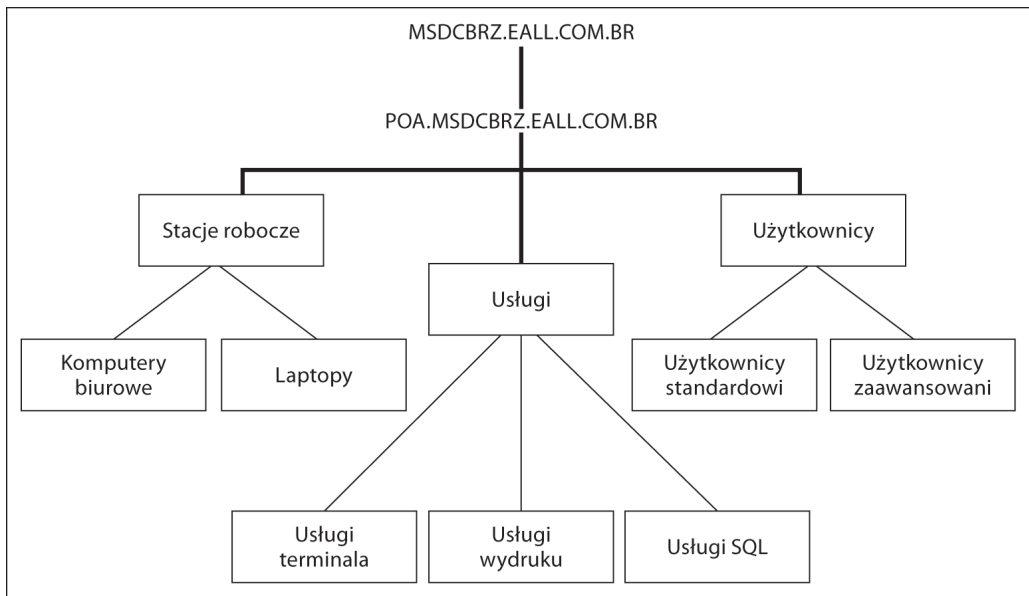 MSDCBRZ.EALL.COM.BR
POA.MSDCBRZ.EALL.COM.BR
Stacje robocze
Użytkownicy
Usługi
Komputery
biurowe
Laptopy
Użytkownicy
standardowi
Użytkownicy
zaawansowani
Usługi
terminala
Usługi
wydruku
Usługi SQL